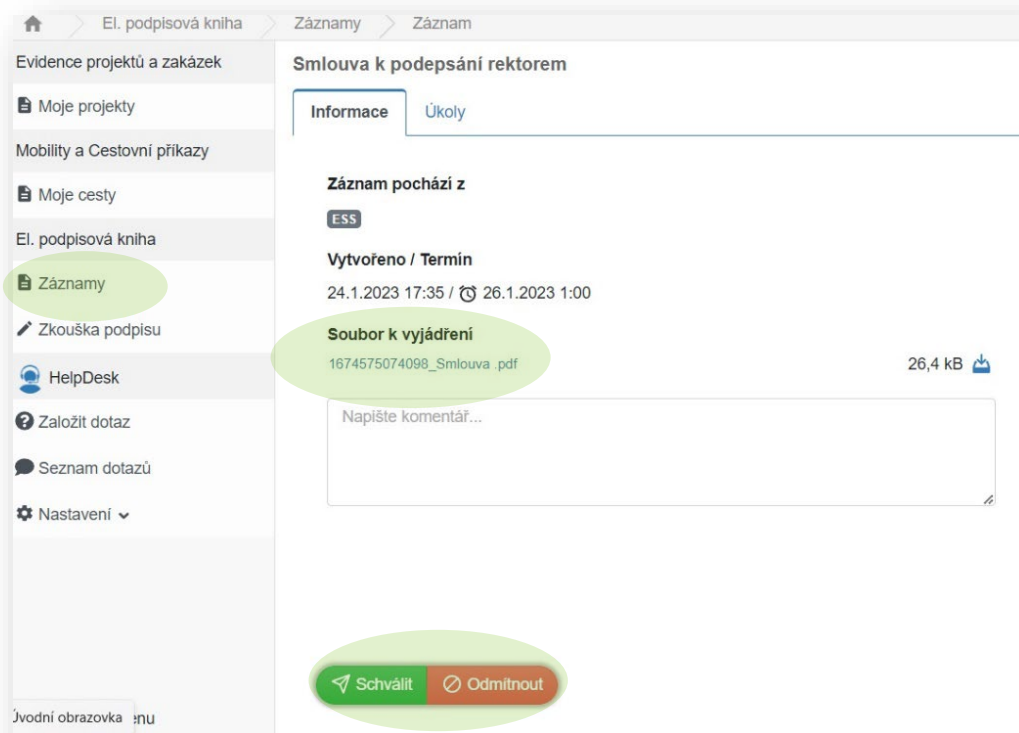 El. podpisová kniha
Záznamy
Záznam
Evidence projektů a zakázek
Moje projekty
Mobility a Cestovní příkazy
Moje cesty
El. podpisová kniha
Záznamy
Zkouška podpisu
HelpDesk
Založit dotaz
Seznam dotazů
Nastavení
Úvodní obrazovka
enu
Smlouva k podepsání rektorem
Informace
Úkoly
Záznam pochází z
ESS
Vytvořeno / Termín
24.1.2023 17:35 / 26.1.2023 1:00
Soubor k vyjádření
1674575074098_Smlouva .pdf
26,4 kB
Napište komentář...
Schválit
Odmítnout